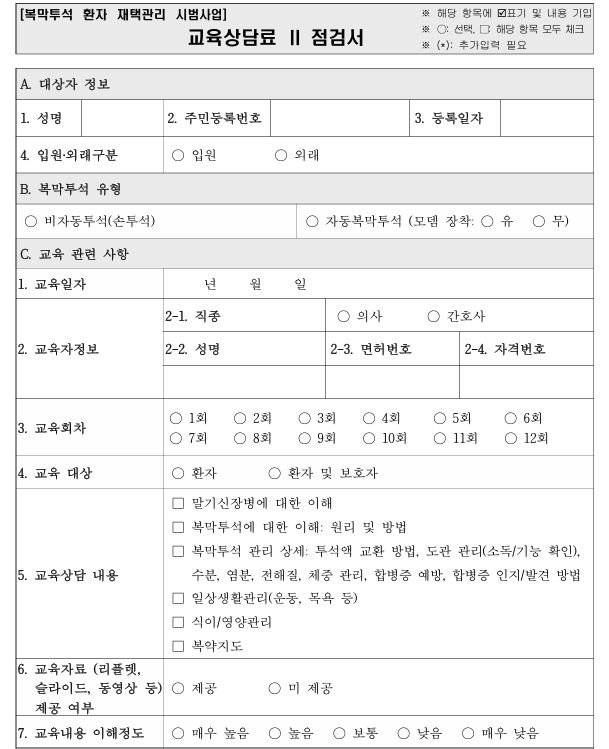 [복막투석 환자 재택관리 시범사업]
교육상담료 Ⅱ 점검서
※ 해당 항목에 ☑표기 및 내용 기입
※ ○: 선택, □: 해당 항목 모두 체크
※ (*): 추가입력 필요
A. 대상자 정보
1. 성명 2. 주민등록번호 3. 등록일자
4. 입원·외래구분 ○ 입원 ○ 외래
B. 복막투석 유형
○ 비자동투석(손투석) ○ 자동복막투석 (모뎀 장착: ○ 유 ○ 무)
C. 교육 관련 사항
1. 교육일자 년 월 일
2. 교육자정보
2-1. 직종 ○ 의사 ○ 간호사
2-2. 성명 2-3. 면허번호 2-4. 자격번호
3. 교육회차
○ 1회 ○ 2회 ○ 3회 ○ 4회 ○ 5회 ○ 6회
○ 7회 ○ 8회 ○ 9회 ○ 10회 ○ 11회 ○ 12회
4. 교육 대상 ○ 환자 ○ 환자 및 보호자
5. 교육상담 내용
□ 말기신장병에 대한 이해
□ 복막투석에 대한 이해: 원리 및 방법
□ 복막투석 관리 상세: 투석액 교환 방법, 도관 관리(소독/기능 확인),
수분, 염분, 전해질, 체중 관리, 합병증 예방, 합병증 인지/발견 방법
□ 일상생활관리(운동, 목욕 등)
□ 식이/영양관리
□ 복약지도
6. 교육자료 (리플렛,
슬라이드, 동영상 등)
제공 여부
○ 제공 ○ 미 제공
7. 교육내용 이해정도 ○ 매우 높음 ○ 높음 ○ 보통 ○ 낮음 ○ 매우 낮음